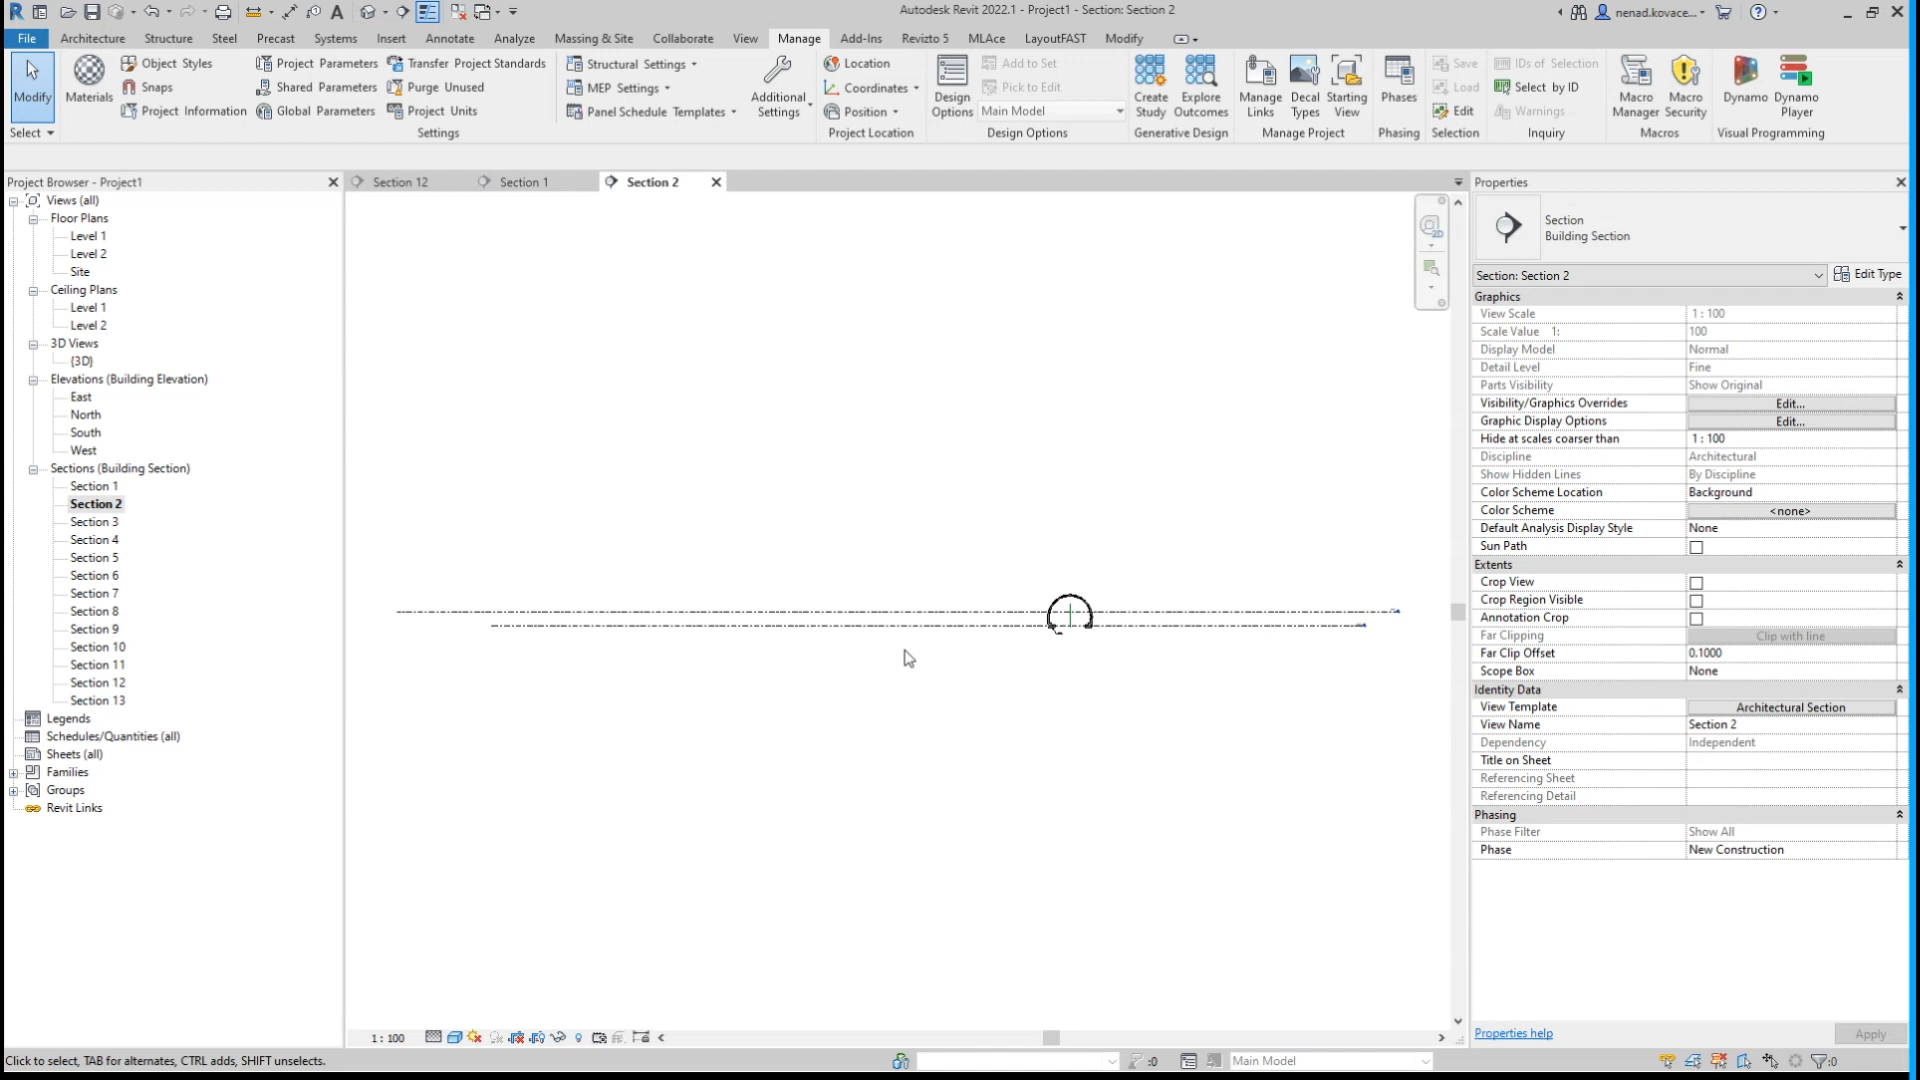 Autodesk Revit 2022.1 - Project1 - Section: Section 2
nenad.kovace...
File Architecture Structure Steel Precast Systems Insert Annotate Analyze Massing & Site Collaborate View Manage Add-Ins Revizto 5 MLAce LayoutFAST Modify
Modify
Select
Materials
Object Styles
Snaps
Project Information
Project Parameters
Shared Parameters
Global Parameters
Transfer Project Standards
Purge Unused
Project Units
Settings
Structural Settings
MEP Settings
Panel Schedule Templates
Additional
Settings
Location
Coordinates
Position
Project Location
Design
Options
Add to Set
Pick to Edit
Main Model
Design Options
Create
Study
Explore
Outcomes
Generative Design
Manage
Links
Decal
Types
Starting
View
Manage Project
Phases
Phasing
Save
Load
Edit
Selection
IDs of Selection
Select by ID
Warnings
Inquiry
Macro
Manager
Macro
Security
Macros
Dynamo
Dynamo
Player
Visual Programming
Project Browser - Project1
Views (all)
Floor Plans
Level 1
Level 2
Site
Ceiling Plans
Level 1
Level 2
3D Views
{3D}
Elevations (Building Elevation)
East
North
South
West
Sections (Building Section)
Section 1
Section 2
Section 3
Section 4
Section 5
Section 6
Section 7
Section 8
Section 9
Section 10
Section 11
Section 12
Section 13
Legends
Schedules/Quantities (all)
Sheets (all)
Families
Groups
Revit Links
Section 12
Section 1
Section 2
2D
1 : 100
Properties
Section
Building Section
Section: Section 2
Edit Type
Graphics
View Scale 1 : 100
Scale Value 1: 100
Display Model Normal
Detail Level Fine
Parts Visibility Show Original
Visibility/Graphics Overrides Edit...
Graphic Display Options Edit...
Hide at scales coarser than 1 : 100
Discipline Architectural
Show Hidden Lines By Discipline
Color Scheme Location Background
Color Scheme <none>
Default Analysis Display Style None
Sun Path
Extents
Crop View
Crop Region Visible
Annotation Crop
Far Clipping Clip with line
Far Clip Offset 0.1000
Scope Box None
Identity Data
View Template Architectural Section
View Name Section 2
Dependency Independent
Title on Sheet
Referencing Sheet
Referencing Detail
Phasing
Phase Filter Show All
Phase New Construction
Properties help
Apply
Click to select, TAB for alternates, CTRL adds, SHIFT unselects.
:0
Main Model
:0